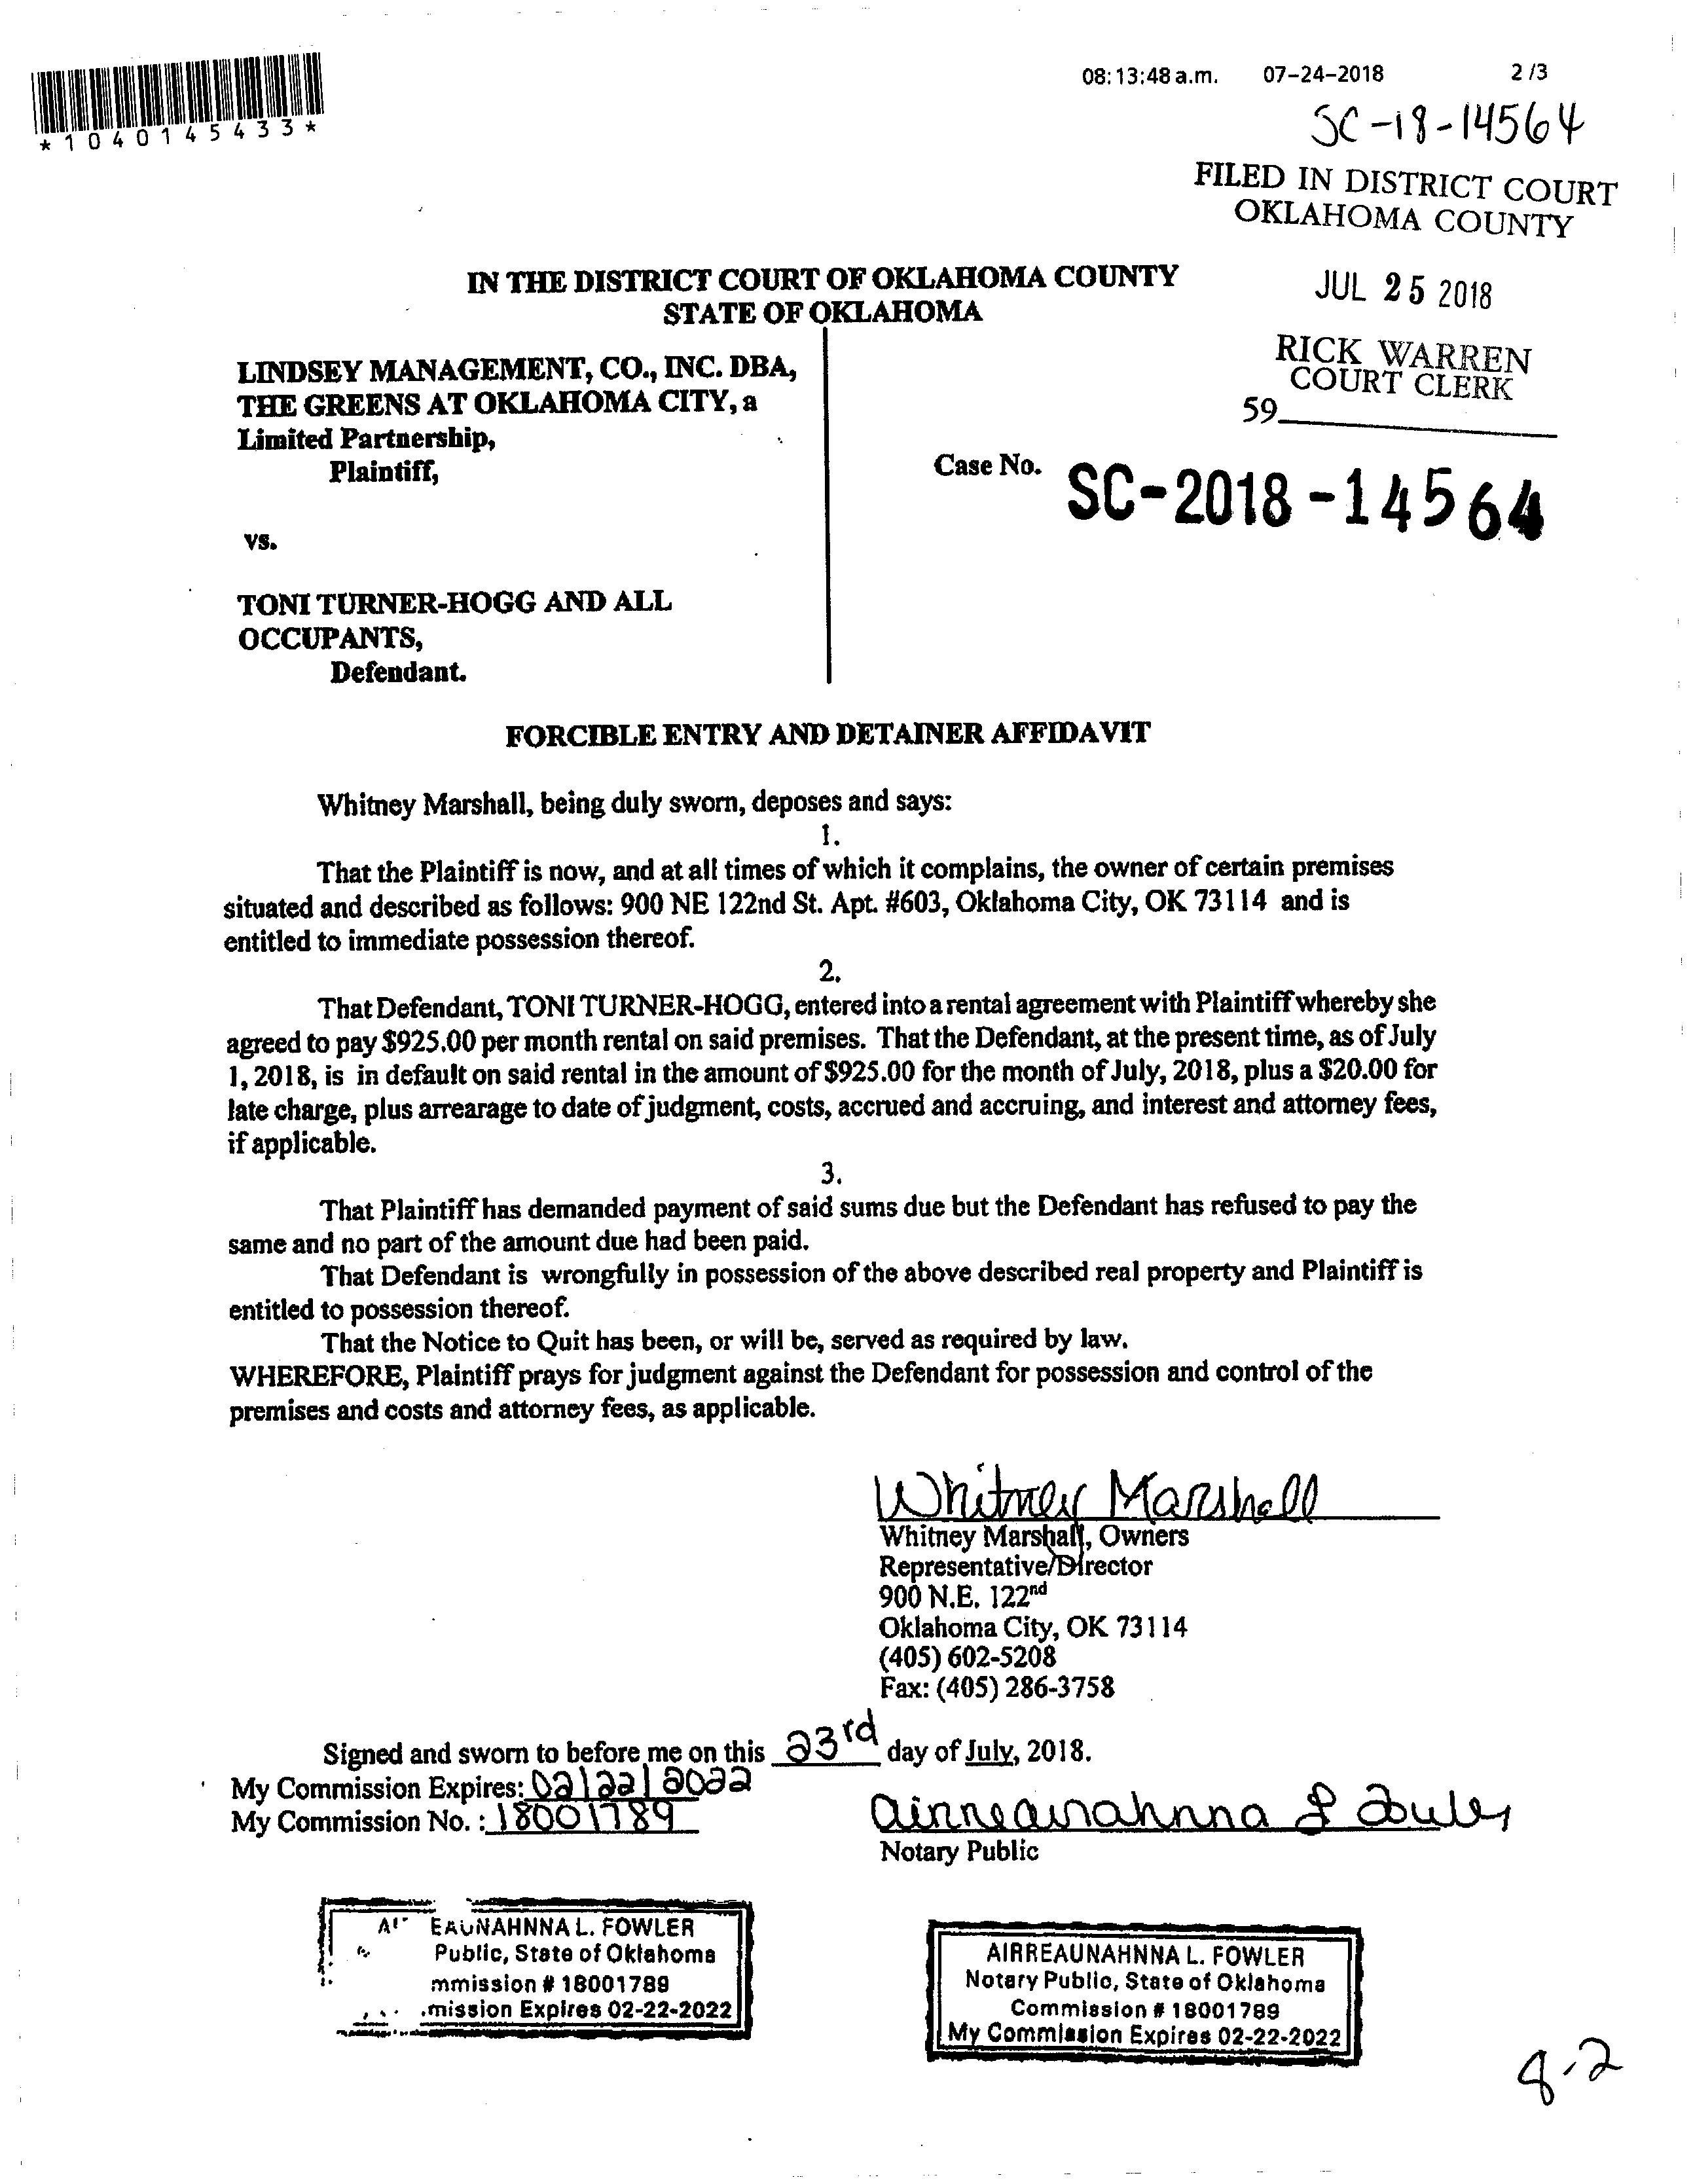 *1040145433*
08:13:48 a.m. 07-24-2018 2 /3
SC-18-14564
FILED IN DISTRICT COURT
OKLAHOMA COUNTY
JUL 25 2018
RICK WARREN
COURT CLERK
59
IN THE DISTRICT COURT OF OKLAHOMA COUNTY
STATE OF OKLAHOMA
LINDSEY MANAGEMENT, CO., INC. DBA,
THE GREENS AT OKLAHOMA CITY, a
Limited Partnership,
Plaintiff,
vs.
TONI TURNER-HOGG AND ALL
OCCUPANTS,
Defendant.
Case No. SC-2018-14564
FORCIBLE ENTRY AND DETAINER AFFIDAVIT
Whitney Marshall, being duly sworn, deposes and says:
1.
That the Plaintiff is now, and at all times of which it complains, the owner of certain premises
situated and described as follows: 900 NE 122nd St. Apt. #603, Oklahoma City, OK 73114 and is
entitled to immediate possession thereof.
2.
That Defendant, TONI TURNER-HOGG, entered into a rental agreement with Plaintiff whereby she
agreed to pay $925.00 per month rental on said premises. That the Defendant, at the present time, as of July
1, 2018, is in default on said rental in the amount of $925.00 for the month of July, 2018, plus a $20.00 for
late charge, plus arrearage to date of judgment, costs, accrued and accruing, and interest and attorney fees,
if applicable.
3.
That Plaintiff has demanded payment of said sums due but the Defendant has refused to pay the
same and no part of the amount due had been paid.
That Defendant is wrongfully in possession of the above described real property and Plaintiff is
entitled to possession thereof.
That the Notice to Quit has been, or will be, served as required by law.
WHEREFORE, Plaintiff prays for judgment against the Defendant for possession and control of the
premises and costs and attorney fees, as applicable.
Whitney Marshall
Whitney Marshall, Owners
Representative/Director
900 N.E. 122nd
Oklahoma City, OK 73114
(405) 602-5208
Fax: (405) 286-3758
Signed and sworn to before me on this 23rd day of July, 2018.
My Commission Expires: 02/22/2022
My Commission No. : 18001789
Notary Public
EAUNAHNNA L. FOWLER
Public, State of Oklahoma
mmission # 18001789
mission Expires 02-22-2022
AIRREAUNAHNNA L. FOWLER
Notary Public, State of Oklahoma
Commission # 18001789
My Commission Expires 02-22-2022
8-2